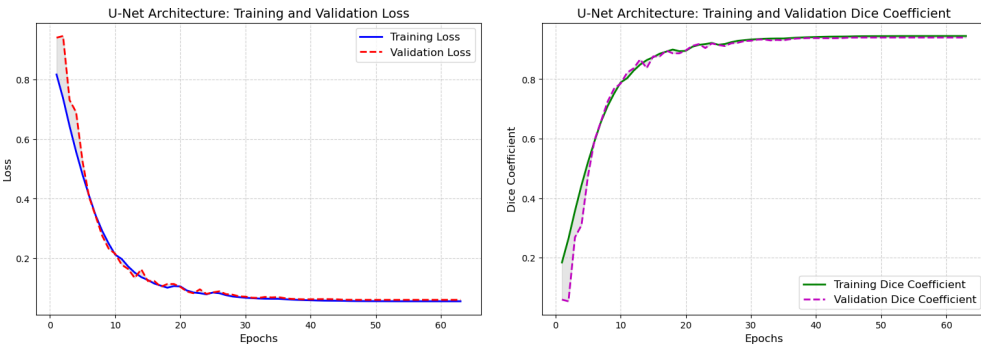 U-Net Architecture: Training and Validation Loss
Training Loss
Validation Loss
0.8
0.6
0.4
0.2
Loss
0 10 20 30 40 50 60
Epochs
U-Net Architecture: Training and Validation Dice Coefficient
0.8
0.6
0.4
0.2
Dice Coefficient
Training Dice Coefficient
Validation Dice Coefficient
0 10 20 30 40 50 60
Epochs